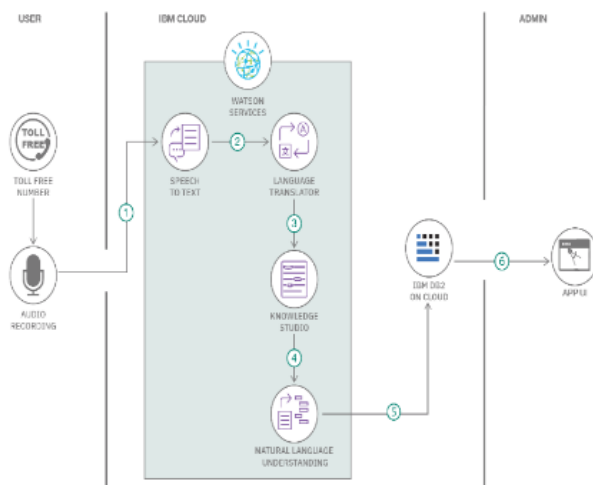 USER
IBM CLOUD
ADMIN
WATSON
SERVICES
TOLL
FREE
TOLL FREE
NUMBER
SPEECH
TO TEXT
2
A
文
LANGUAGE
TRANSLATOR
1
3
AUDIO
RECORDING
KNOWLEDGE
STUDIO
IBM DB2
ON CLOUD
6
APP UI
4
NATURAL LANGUAGE
UNDERSTANDING
5